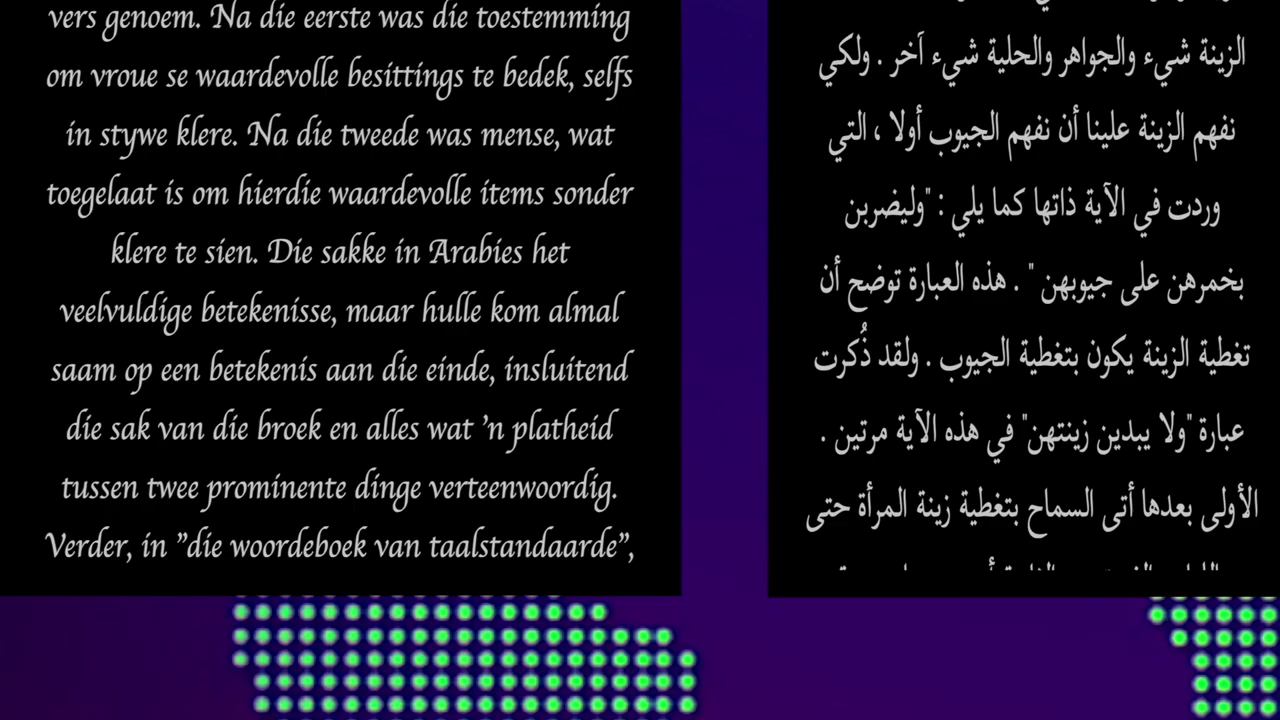 vers genoem. Na die eerste was die toestemming
om vroue se waardevolle besittings te bedek, selfs
in stywe klere. Na die tweede was mense, wat
toegelaat is om hierdie waardevolle items sonder
klere te sien. Die sakke in Arabies het
veelvuldige betekenisse, maar hulle kom almal
saam op een betekenis aan die einde, insluitend
die sak van die broek en alles wat 'n platheid
tussen twee prominente dinge verteenwoordig.
Verder, in "die woordeboek van taalstandaarde",
الزينة شيء والجواهر والحلية شيء آخر . ولكي
نفهم الزينة علينا أن نفهم الجيوب أولا ، التي
وردت في الآية ذاتها كما يلي : "وليضربن
بخمرهن على جيوبهن " . هذه العبارة توضح أن
تغطية الزينة يكون بتغطية الجيوب . ولقد ذُكرت
عبارة "ولا يبدين زينتهن" في هذه الآية مرتين .
الأولى بعدها أتى السماح بتغطية زينة المرأة حتى